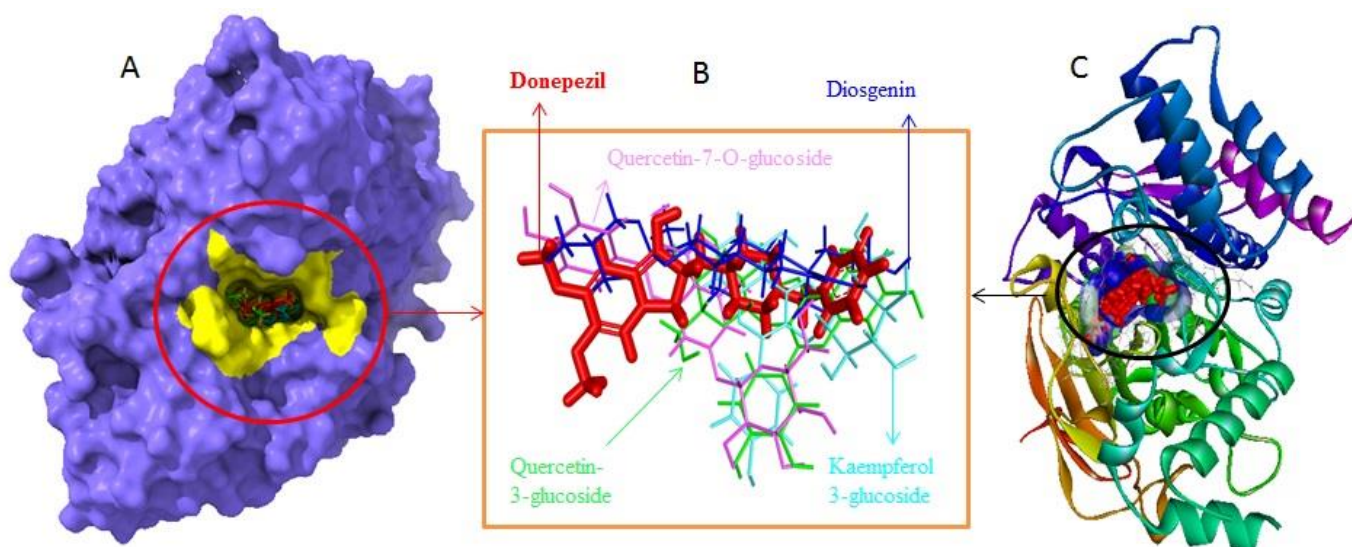 A
B
C
Donepezil
Diosgenin
Quercetin-7-O-glucoside
Quercetin-
3-glucoside
Kaempferol
3-glucoside